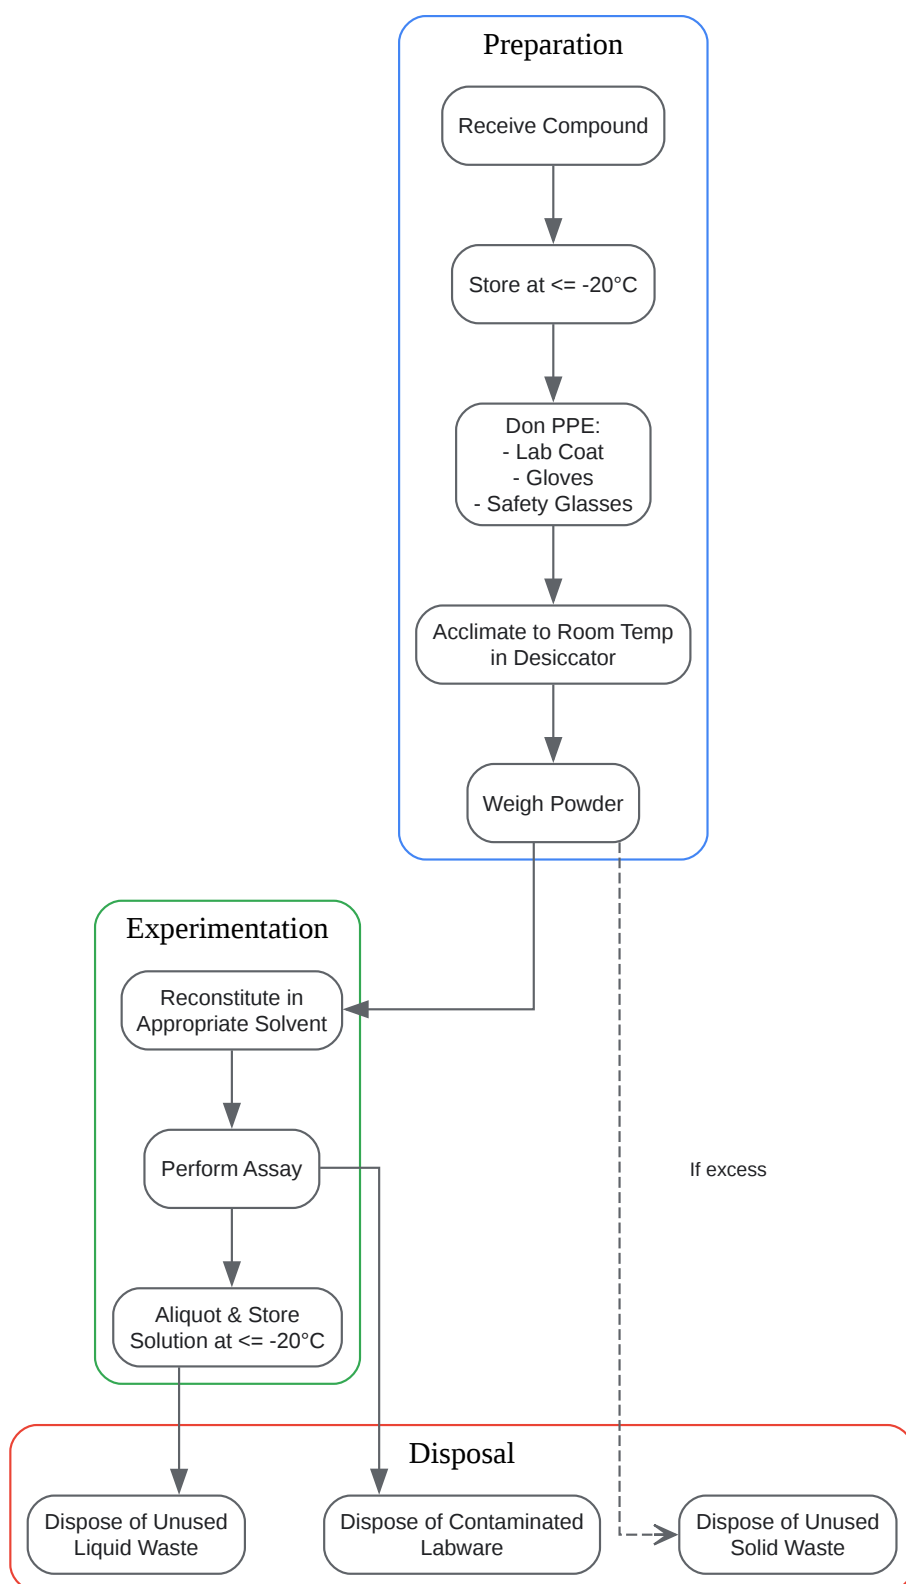 Preparation
Receive Compound
Store at <= -20°C
Don PPE:
- Lab Coat
- Gloves
- Safety Glasses
Acclimate to Room Temp
in Desiccator
Weigh Powder
Experimentation
Reconstitute in
Appropriate Solvent
Perform Assay
If excess
Aliquot & Store
Solution at <= -20°C
Disposal
Dispose of Unused
Liquid Waste
Dispose of Contaminated
Labware
Dispose of Unused
Solid Waste